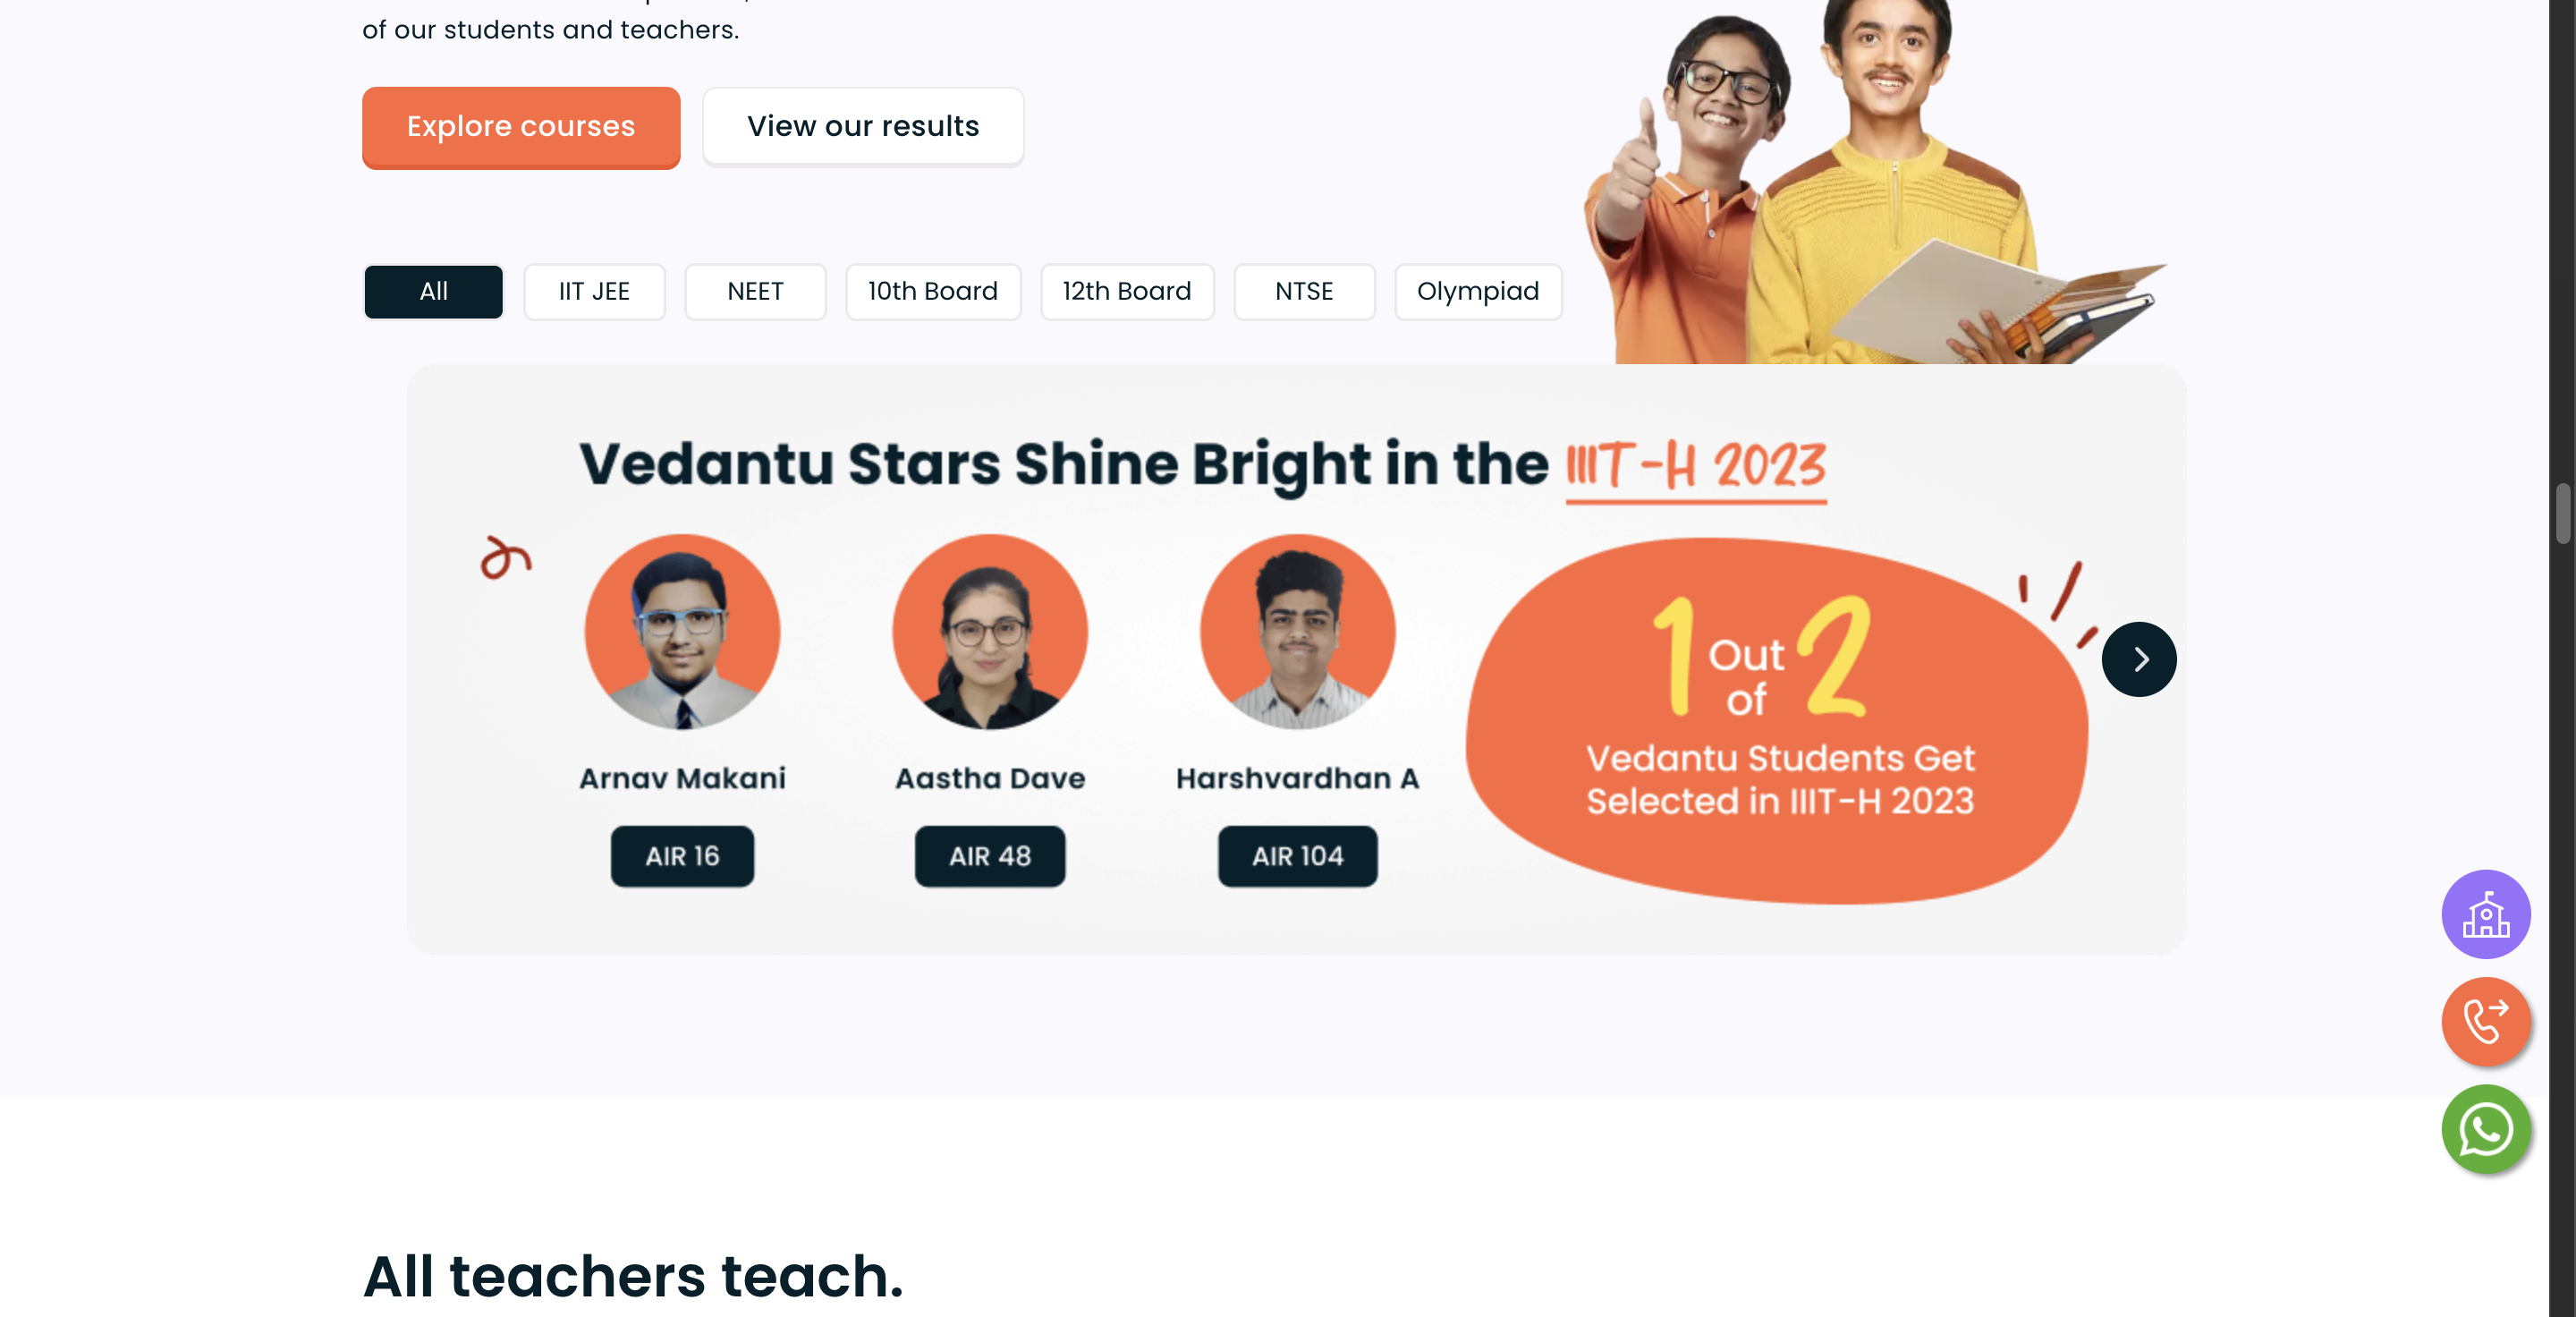 of our students and teachers.
Explore courses
View our results
All
IIT JEE
NEET
10th Board
12th Board
NTSE
Olympiad
Vedantu Stars Shine Bright in the IIIT-H 2023
Arnav Makani
AIR 16
Aastha Dave
AIR 48
Harshvardhan A
AIR 104
1 Out of 2
Vedantu Students Get
Selected in IIIT-H 2023
All teachers teach.